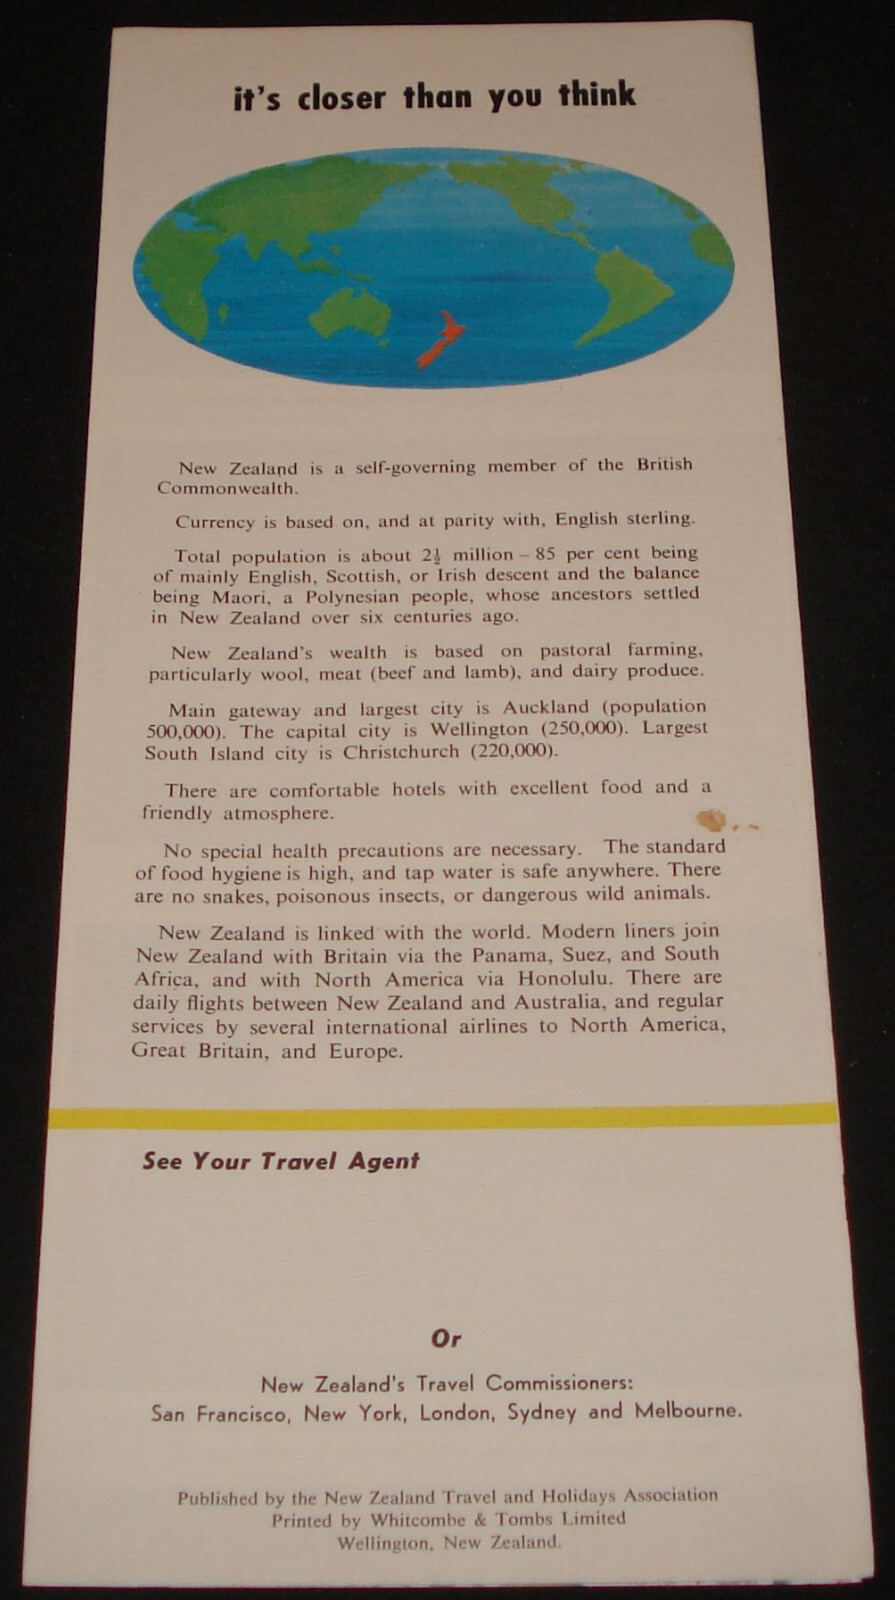 it's closer than you think
New Zealand is a self-governing member of the British
Commonwealth.
Currency is based on, and at parity with, English sterling.
Total population is about 2½ million – 85 per cent being
of mainly English, Scottish, or Irish descent and the balance
being Maori, a Polynesian people, whose ancestors settled
in New Zealand over six centuries ago.
New Zealand's wealth is based on pastoral farming,
particularly wool, meat (beef and lamb), and dairy produce.
Main gateway and largest city is Auckland (population
500,000). The capital city is Wellington (250,000). Largest
South Island city is Christchurch (220,000).
There are comfortable hotels with excellent food and a
friendly atmosphere.
No special health precautions are necessary. The standard
of food hygiene is high, and tap water is safe anywhere. There
are no snakes, poisonous insects, or dangerous wild animals.
New Zealand is linked with the world. Modern liners join
New Zealand with Britain via the Panama, Suez, and South
Africa, and with North America via Honolulu. There are
daily flights between New Zealand and Australia, and regular
services by several international airlines to North America,
Great Britain, and Europe.
See Your Travel Agent
Or
New Zealand's Travel Commissioners:
San Francisco, New York, London, Sydney and Melbourne.
Published by the New Zealand Travel and Holidays Association
Printed by Whitcombe & Tombs Limited
Wellington, New Zealand.